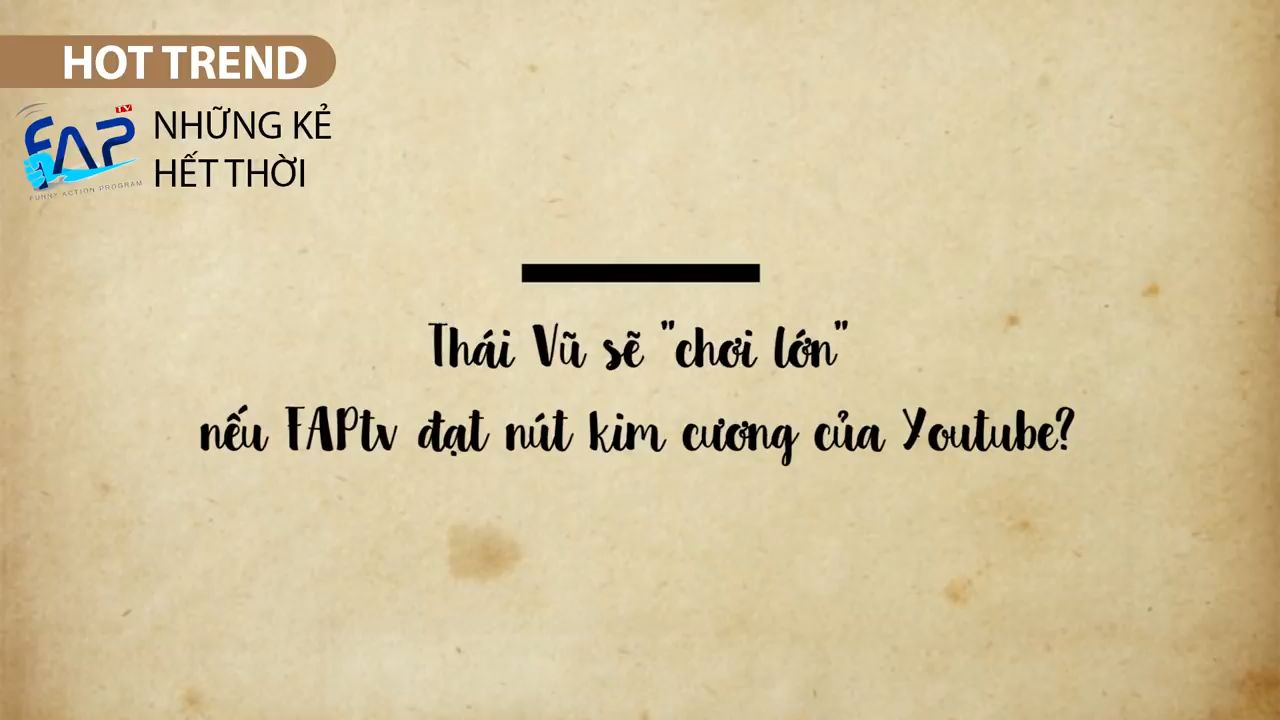 HOT TREND
FAP TV
FUNNY ACTION PROGRAM
NHỮNG KẺ
HẾT THỜI
Thái Vũ sẽ "chơi lớn"
nếu FAPtv đạt nút kim cương của Youtube?